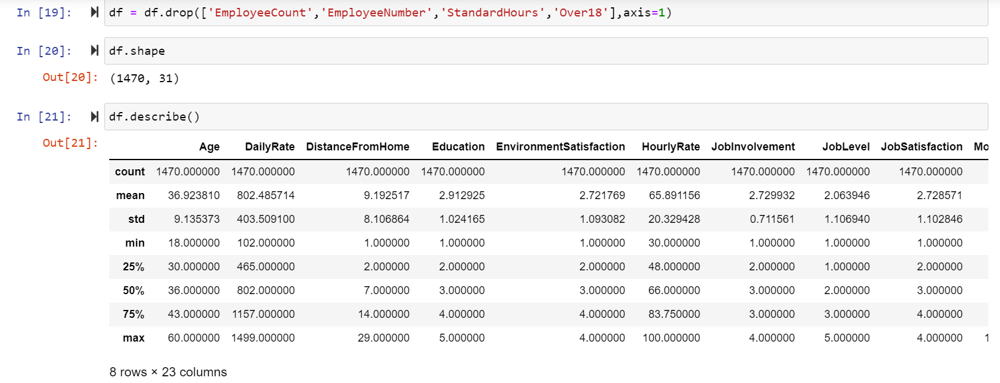 In [19]: df = df.drop(['EmployeeCount','EmployeeNumber','StandardHours','Over18'],axis=1)
In [20]: df.shape
Out[20]: (1470, 31)
In [21]: df.describe()
Out[21]:
Age DailyRate DistanceFromHome Education EnvironmentSatisfaction HourlyRate JobInvolvement JobLevel JobSatisfaction Mo
count 1470.000000 1470.000000 1470.000000 1470.000000 1470.000000 1470.000000 1470.000000 1470.000000 1470.000000
mean 36.923810 802.485714 9.192517 2.912925 2.721769 65.891156 2.729932 2.063946 2.728571
std 9.135373 403.509100 8.106864 1.024165 1.093082 20.329428 0.711561 1.106940 1.102846
min 18.000000 102.000000 1.000000 1.000000 1.000000 30.000000 1.000000 1.000000 1.000000
25% 30.000000 465.000000 2.000000 2.000000 2.000000 48.000000 2.000000 1.000000 2.000000
50% 36.000000 802.000000 7.000000 3.000000 3.000000 66.000000 3.000000 2.000000 3.000000
75% 43.000000 1157.000000 14.000000 4.000000 4.000000 83.750000 3.000000 3.000000 4.000000
max 60.000000 1499.000000 29.000000 5.000000 4.000000 100.000000 4.000000 5.000000 4.000000 1
8 rows × 23 columns